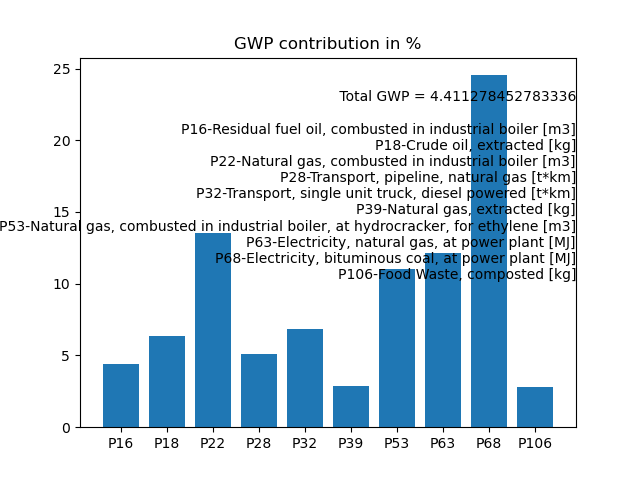 GWP contribution in %
Total GWP = 4.411278452783336
P16-Residual fuel oil, combusted in industrial boiler [m3]
P18-Crude oil, extracted [kg]
P22-Natural gas, combusted in industrial boiler [m3]
P28-Transport, pipeline, natural gas [t*km]
P32-Transport, single unit truck, diesel powered [t*km]
P39-Natural gas, extracted [kg]
P53-Natural gas, combusted in industrial boiler, at hydrocracker, for ethylene [m3]
P63-Electricity, natural gas, at power plant [MJ]
P68-Electricity, bituminous coal, at power plant [MJ]
P106-Food Waste, composted [kg]
25
20
15
10
5
0
P16 P18 P22 P28 P32 P39 P53 P63 P68 P106